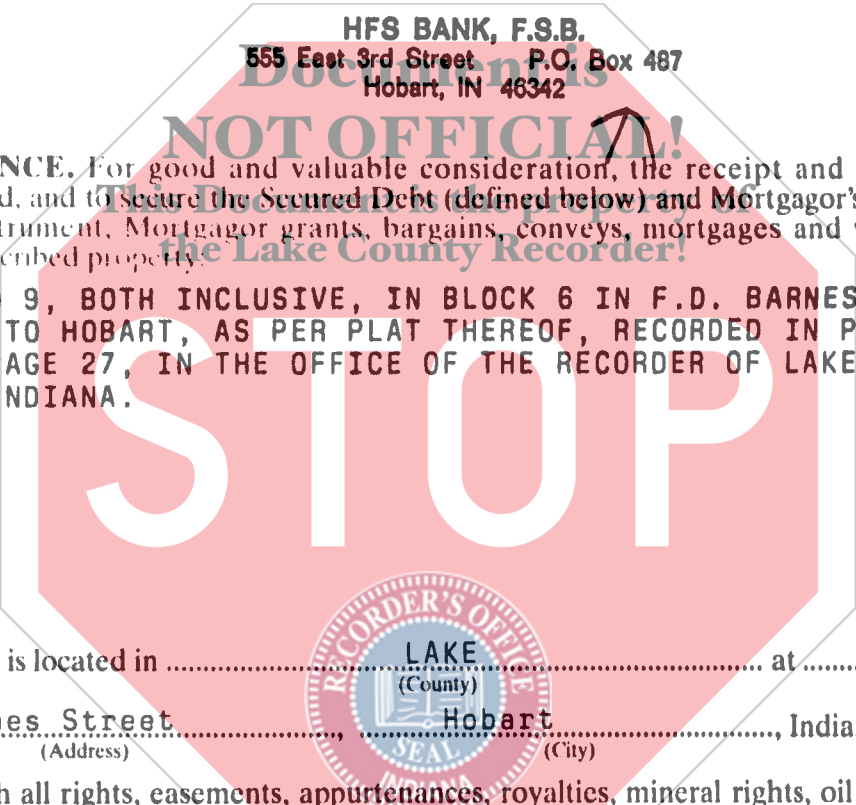 HFS BANK, F.S.B.
555 East 3rd Street P.O. Box 487
Hobart, IN 46342
Document is
NOT OFFICIAL!
This Document is the property of
the Lake County Recorder!
NCE. For good and valuable consideration, the receipt and
d, and to secure the Secured Debt (defined below) and Mortgagor's
trument, Mortgagor grants, bargains, conveys, mortgages and
cribed property:
9, BOTH INCLUSIVE, IN BLOCK 6 IN F.D. BARNES
TO HOBART, AS PER PLAT THEREOF, RECORDED IN P
AGE 27, IN THE OFFICE OF THE RECORDER OF LAKE
NDIANA.
STOP
RECORDER'S OFFICE
SEAL
INDIANA
is located in LAKE at
(County)
es Street, Hobart, India
(Address) (City)
h all rights, easements, appurtenances, royalties, mineral rights, oil